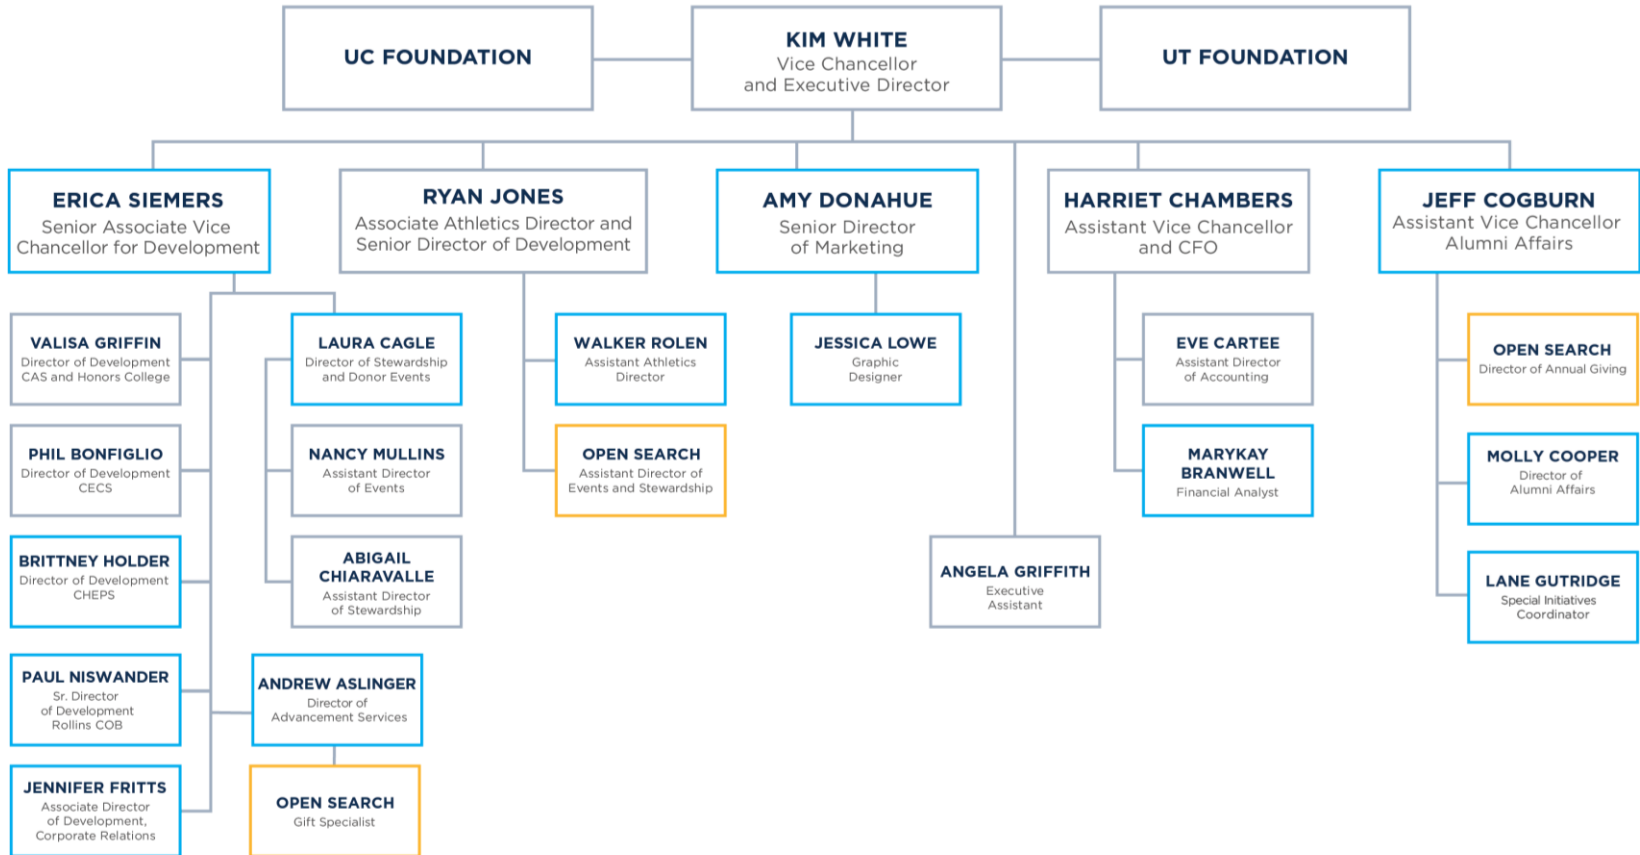 UC FOUNDATION
KIM WHITE
Vice Chancellor
and Executive Director
UT FOUNDATION
ERICA SIEMERS
Senior Associate Vice
Chancellor for Development
RYAN JONES
Associate Athletics Director and
Senior Director of Development
AMY DONAHUE
Senior Director
of Marketing
HARRIET CHAMBERS
Assistant Vice Chancellor
and CFO
JEFF COGBURN
Assistant Vice Chancellor
Alumni Affairs
VALISA GRIFFIN
Director of Development
CAS and Honors College
PHIL BONFIGLIO
Director of Development
CECS
BRITTNEY HOLDER
Director of Development
CHEPS
PAUL NISWANDER
Sr. Director
of Development
Rollins COB
JENNIFER FRITTS
Associate Director
of Development,
Corporate Relations
LAURA CAGLE
Director of Stewardship
and Donor Events
NANCY MULLINS
Assistant Director
of Events
ABIGAIL
CHIARAVALLE
Assistant Director
of Stewardship
ANDREW ASLINGER
Director of
Advancement Services
OPEN SEARCH
Gift Specialist
WALKER ROLEN
Assistant Athletics
Director
OPEN SEARCH
Assistant Director of
Events and Stewardship
JESSICA LOWE
Graphic
Designer
ANGELA GRIFFITH
Executive
Assistant
EVE CARTEE
Assistant Director
of Accounting
MARYKAY
BRANWELL
Financial Analyst
OPEN SEARCH
Director of Annual Giving
MOLLY COOPER
Director of
Alumni Affairs
LANE GUTRIDGE
Special Initiatives
Coordinator